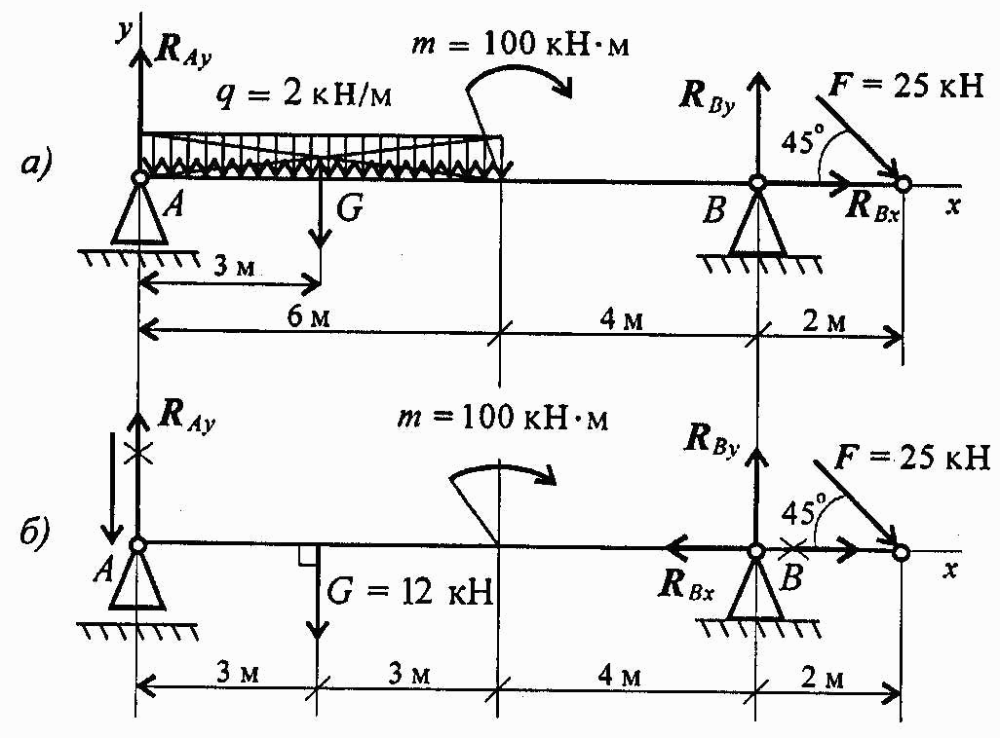 y
R_Ay
m = 100 кН·м
q = 2 кН/м
R_By
F = 25 кН
45°
а)
A
G
B
R_Bx
x
3 м
6 м
4 м
2 м
R_Ay
m = 100 кН·м
R_By
F = 25 кН
45°
б)
A
G = 12 кН
R_Bx
B
x
3 м
3 м
4 м
2 м